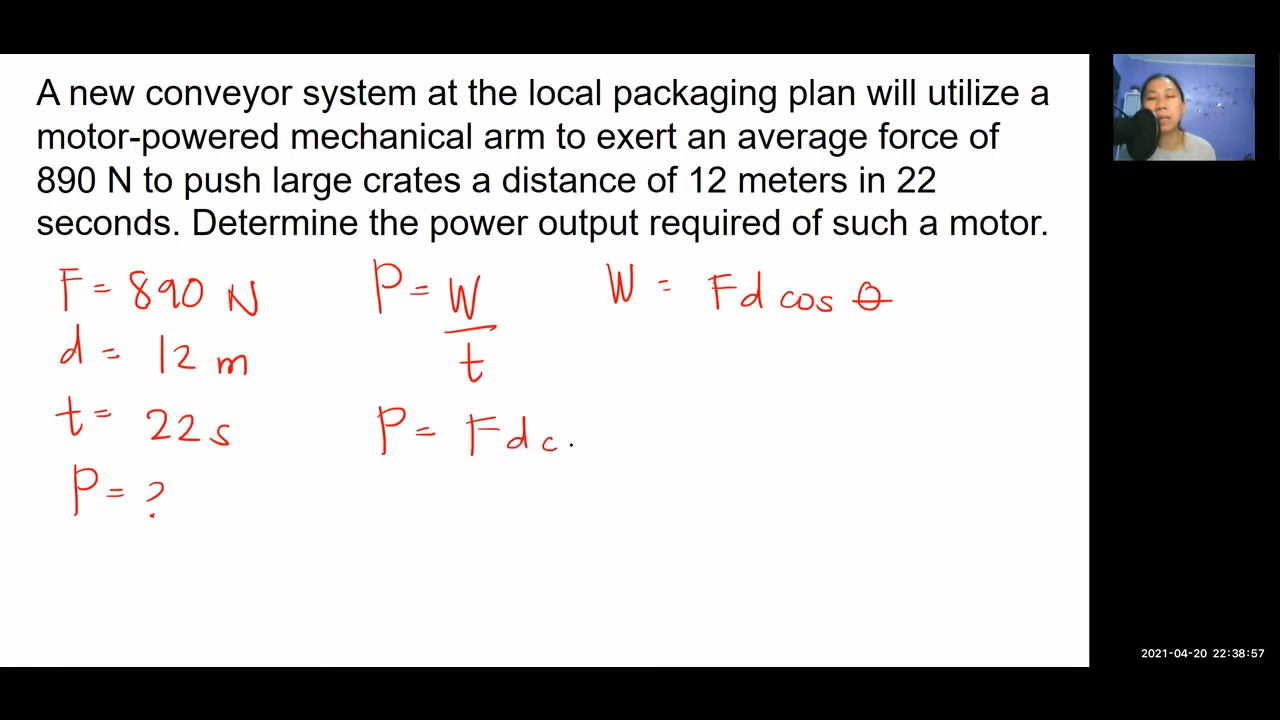 A new conveyor system at the local packaging plan will utilize a
motor-powered mechanical arm to exert an average force of
890 N to push large crates a distance of 12 meters in 22
seconds. Determine the power output required of such a motor.
F = 890 N
d = 12 m
t = 22 s
P = ?
P = W
t
P = F d c
W = Fd cos θ
2021-04-20 22:38:57